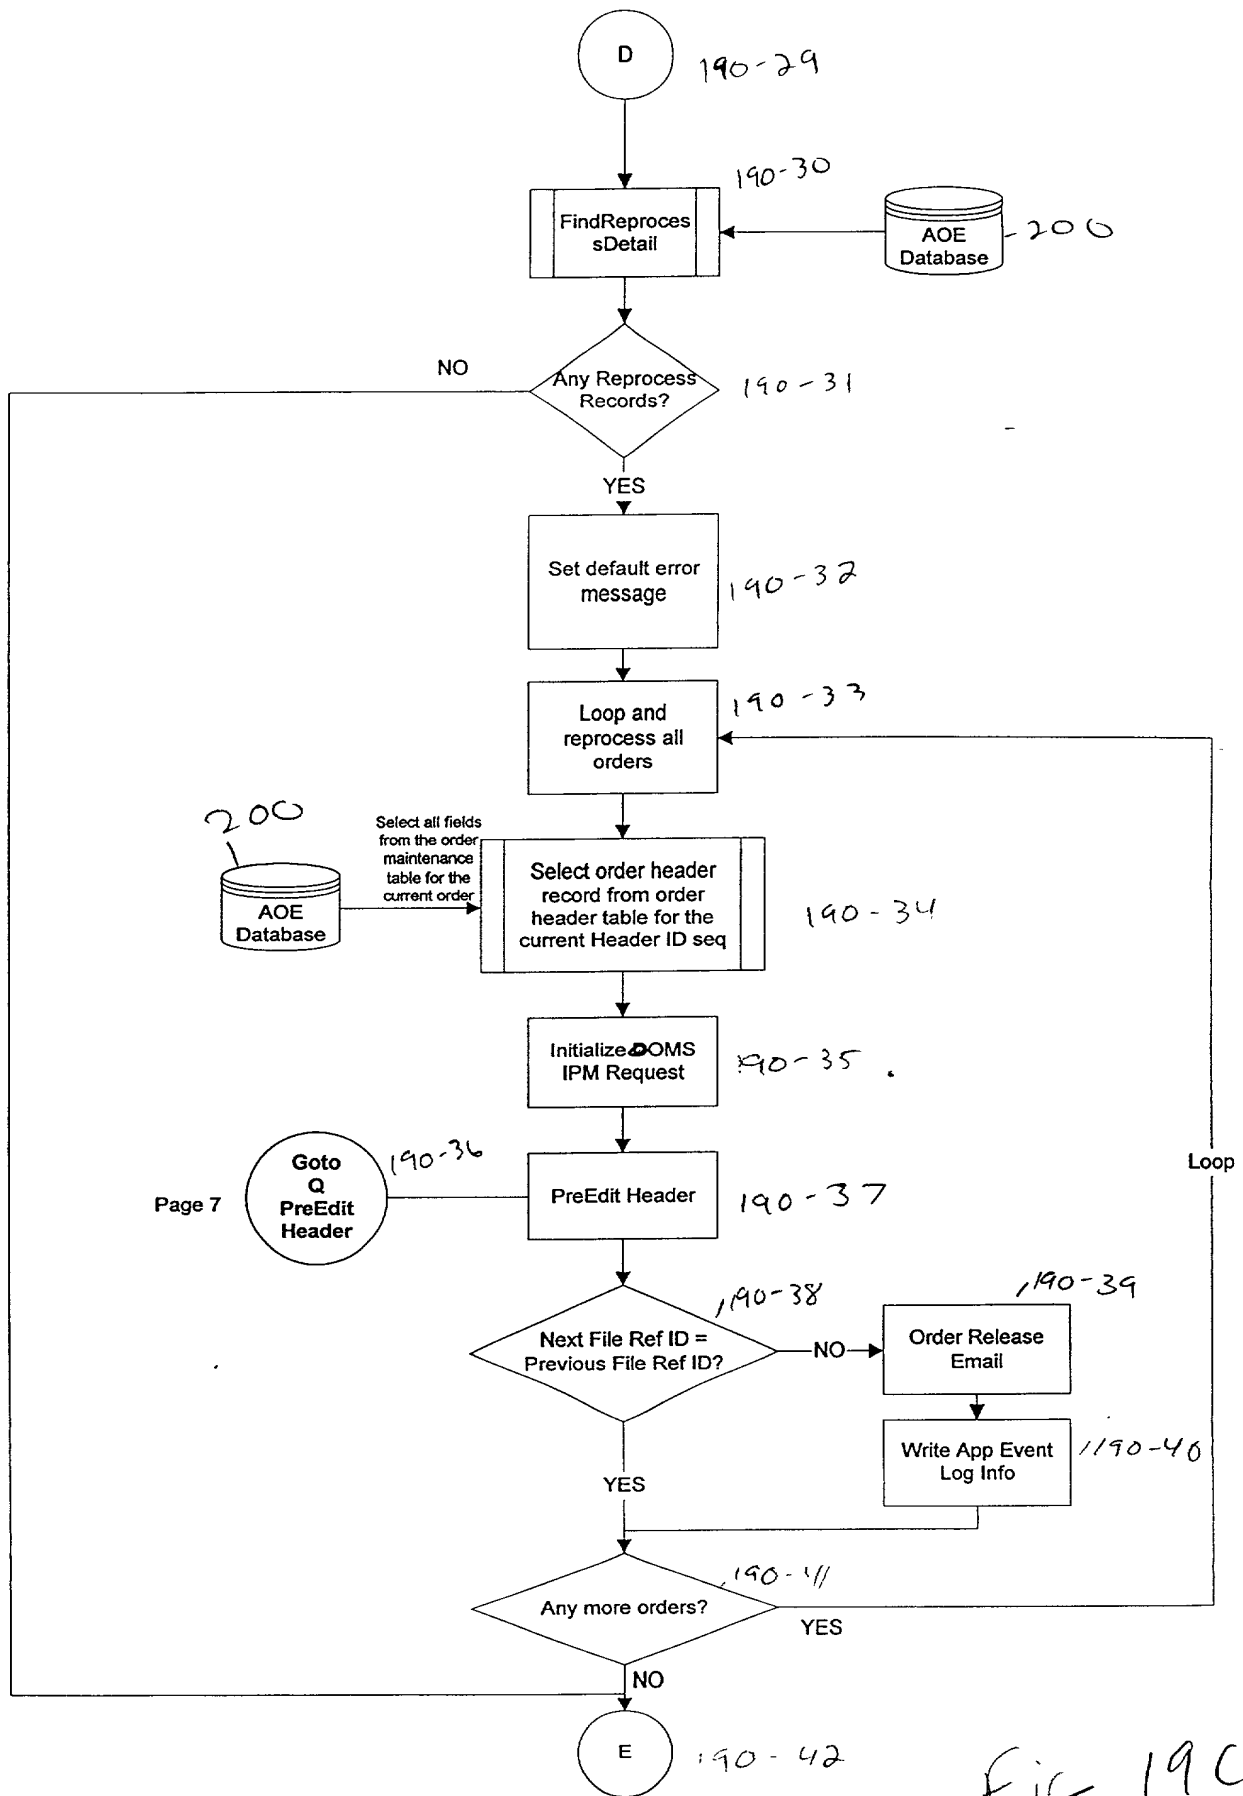 D
190-29
190-30
FindReproces
sDetail
AOE
Database
200
NO
Any Reprocess
Records?
190-31
YES
Set default error
message
190-32
190-33
Loop and
reprocess all
orders
200
Select all fields
from the order
maintenance
table for the
current order
AOE
Database
Select order header
record from order
header table for the
current Header ID seq
190-34
Initialize DOMS
IPM Request
190-35
Goto
Q
PreEdit
Header
190-36
Page 7
PreEdit Header
190-37
Loop
190-38
190-39
Next File Ref ID =
Previous File Ref ID?
NO
Order Release
Email
Write App Event
Log Info
190-40
YES
190-41
Any more orders?
YES
NO
E
190-42
Fig 19C